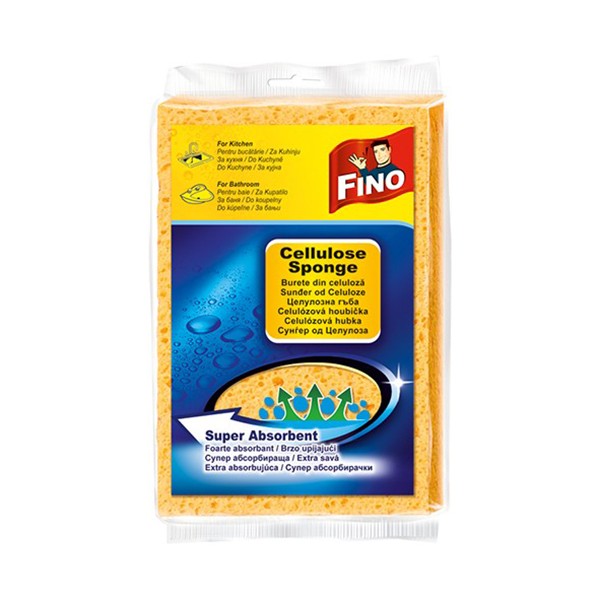 For Kitchen
Pentru bucătărie / Za Kuhinju
За кухня / Do Kuchyně
Do Kuchyne / За кујна
For Bathroom
Pentru baie / Za Kupatilo
За баня / Do koupelny
Do kúpeľne / За бањи
FINO
Cellulose
Sponge
Burete din celuloză
Sunđer od Celuloze
Целулозна гъба
Celulózová houbička
Celulózová hubka
Сунѓер од Целулоза
Super Absorbent
Foarte absorbant / Brzo upijajući
Супер абсорбираща / Extra savá
Extra absorbujúca / Супер абсорбирачки